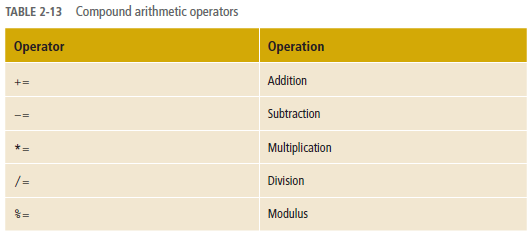 TABLE 2-13 Compound arithmetic operators
Operator Operation
+= Addition
-= Subtraction
*= Multiplication
/= Division
%= Modulus